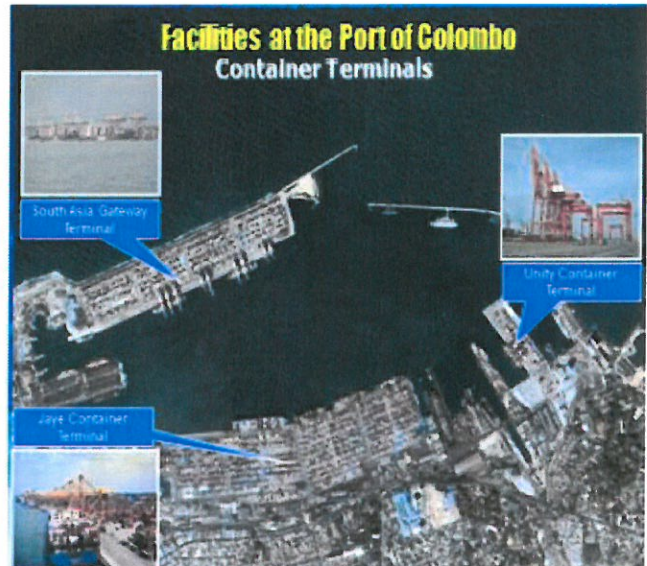 Facilities at the Port of Colombo
Container Terminals
South Asia Gateway
Terminal
Unity Container
Terminal
Jaye Container
Terminal